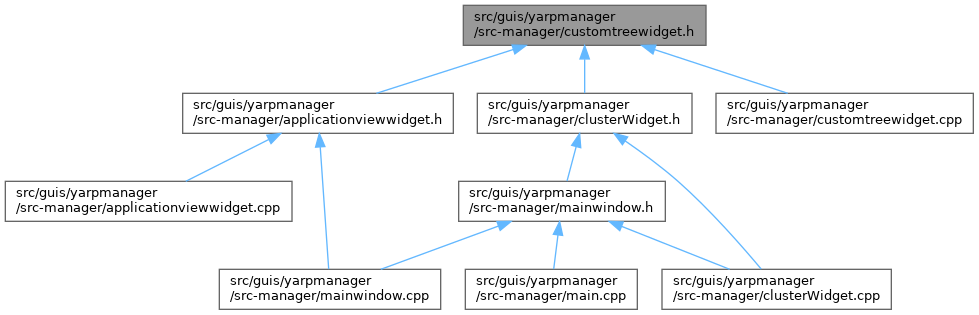 src/guis/yarpmanager
/src-manager/customtreewidget.h
src/guis/yarpmanager
/src-manager/applicationviewwidget.h
src/guis/yarpmanager
/src-manager/clusterWidget.h
src/guis/yarpmanager
/src-manager/customtreewidget.cpp
src/guis/yarpmanager
/src-manager/applicationviewwidget.cpp
src/guis/yarpmanager
/src-manager/mainwindow.h
src/guis/yarpmanager
/src-manager/mainwindow.cpp
src/guis/yarpmanager
/src-manager/main.cpp
src/guis/yarpmanager
/src-manager/clusterWidget.cpp